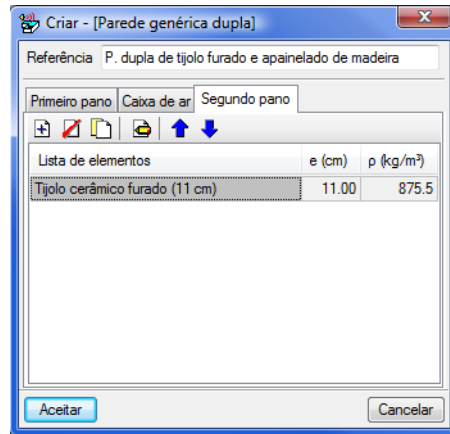 Criar - [Parede genérica dupla]
Referência P. dupla de tijolo furado e apainelado de madeira
Primeiro pano Caixa de ar Segundo pano
Lista de elementos e (cm) ρ (kg/m³)
Tijolo cerâmico furado (11 cm) 11.00 875.5
Aceitar Cancelar